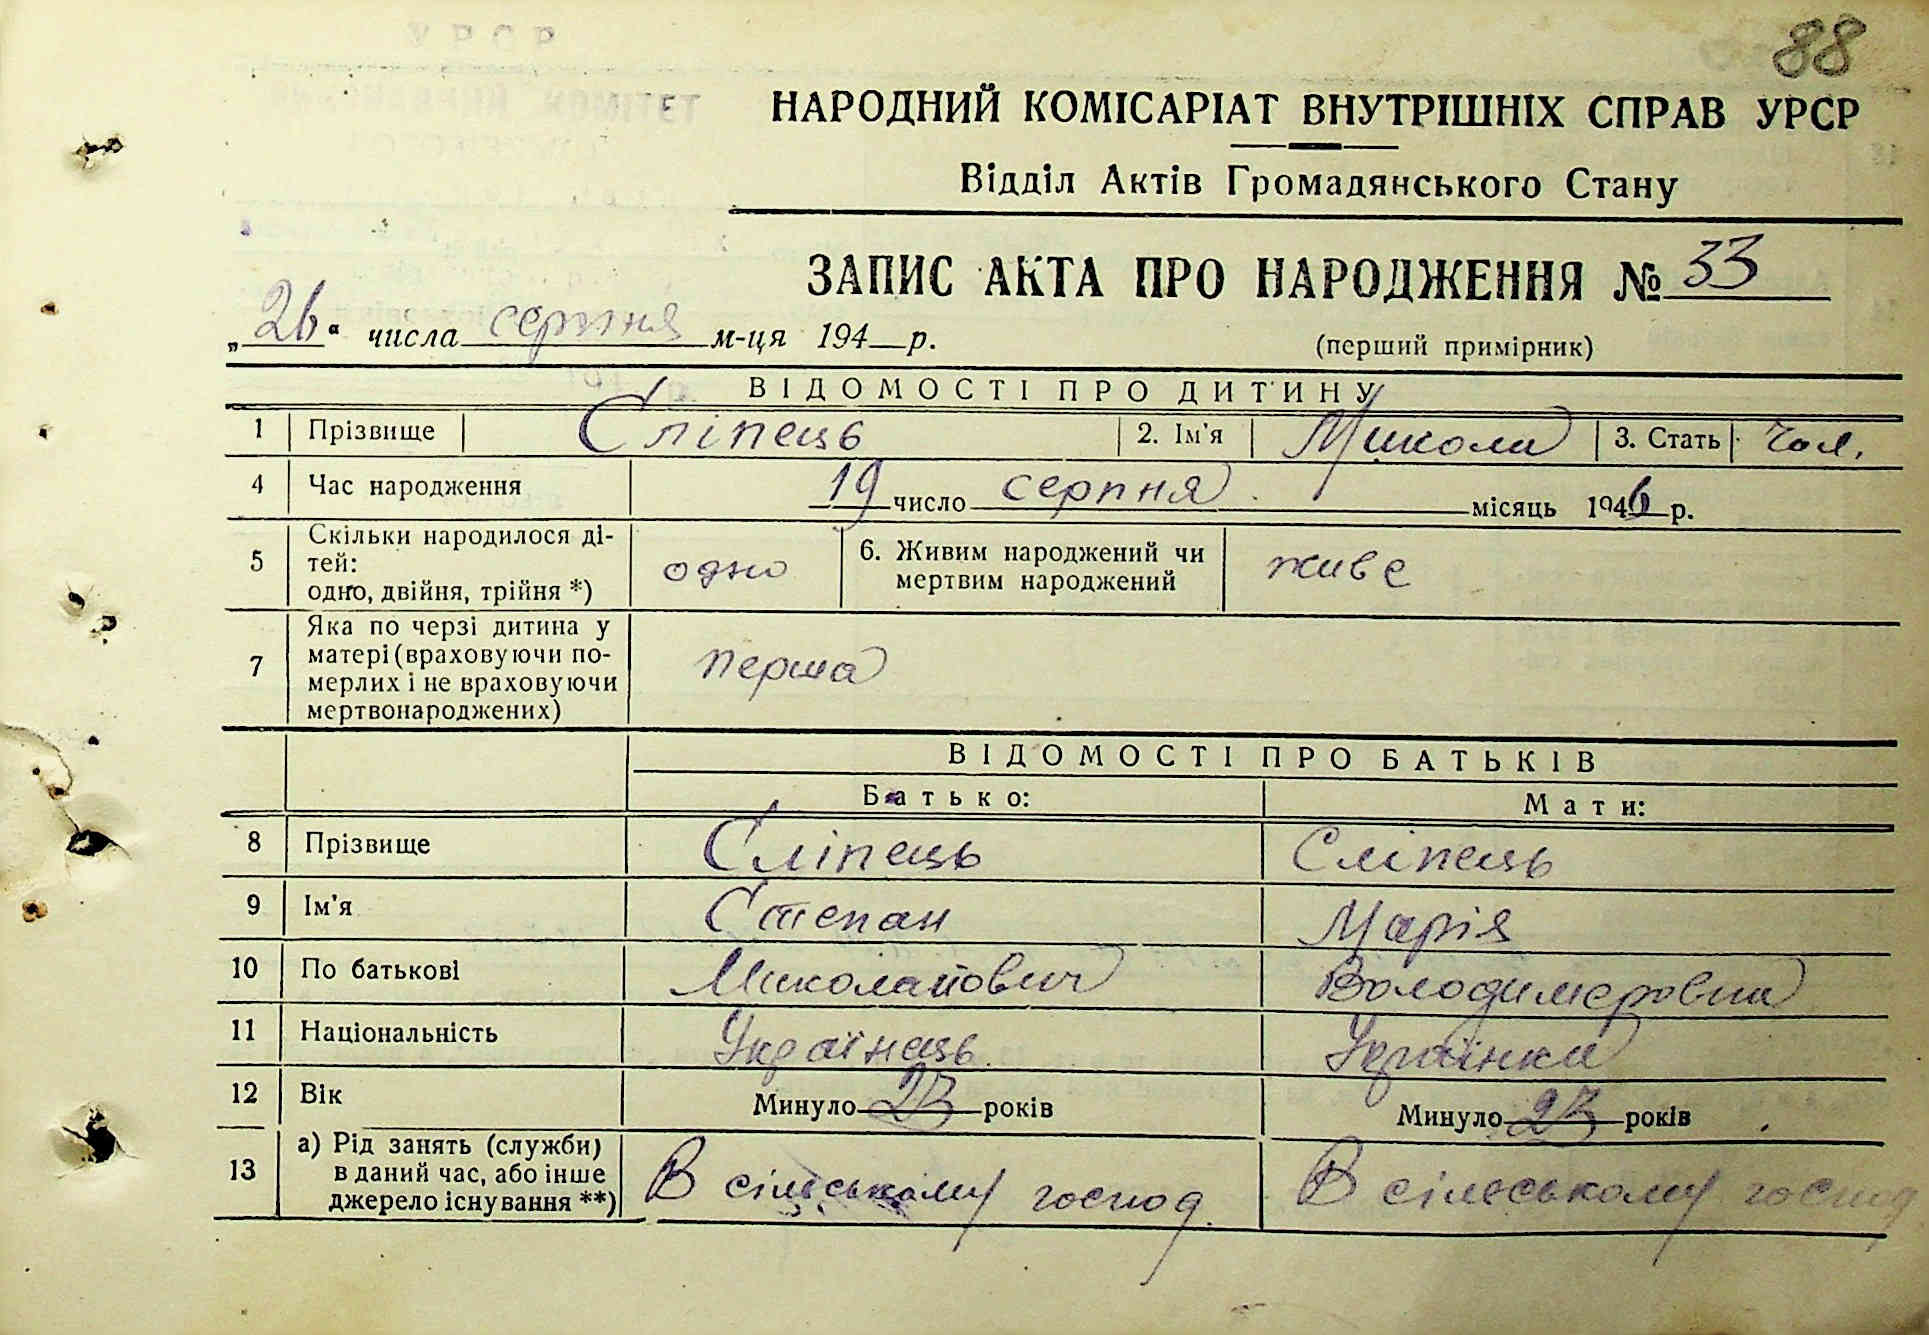 88
НАРОДНИЙ КОМІСАРІАТ ВНУТРІШНІХ СПРАВ УРСР
Відділ Актів Громадянського Стану
ЗАПИС АКТА ПРО НАРОДЖЕННЯ № 33
„26“ числа серпня м-ця 194 р. (перший примірник)
ВІДОМОСТІ ПРО ДИТИНУ
1 Прізвище Сліпець 2. Ім'я Микола 3. Стать чол.
4 Час народження 19 число серпня місяць 1946 р.
5 Скільки народилося ді-
тей:
одно, двійня, трійня *) одно 6. Живим народжений чи
мертвим народжений живе
7 Яка по черзі дитина у
матері (враховуючи по-
мерлих і не враховуючи
мертвонароджених) перша
ВІДОМОСТІ ПРО БАТЬКІВ
Батько: Мати:
8 Прізвище Сліпець Сліпець
9 Ім'я Степан Марія
10 По батькові Миколайович Володимеровна
11 Національність Українець Українка
12 Вік Минуло 23 років Минуло 23 років
13 а) Рід занять (служби)
в даний час, або інше
джерело існування **) В сільському господ. В сільському господ